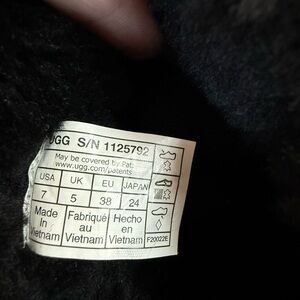 UGG S/N 1125792
May be covered by Pat:
www.ugg.com/patents
USA UK EU JAPAN
7 5 38 24
Made Fabriqué Hecho
In au en
Vietnam Vietnam Vietnam F20022E